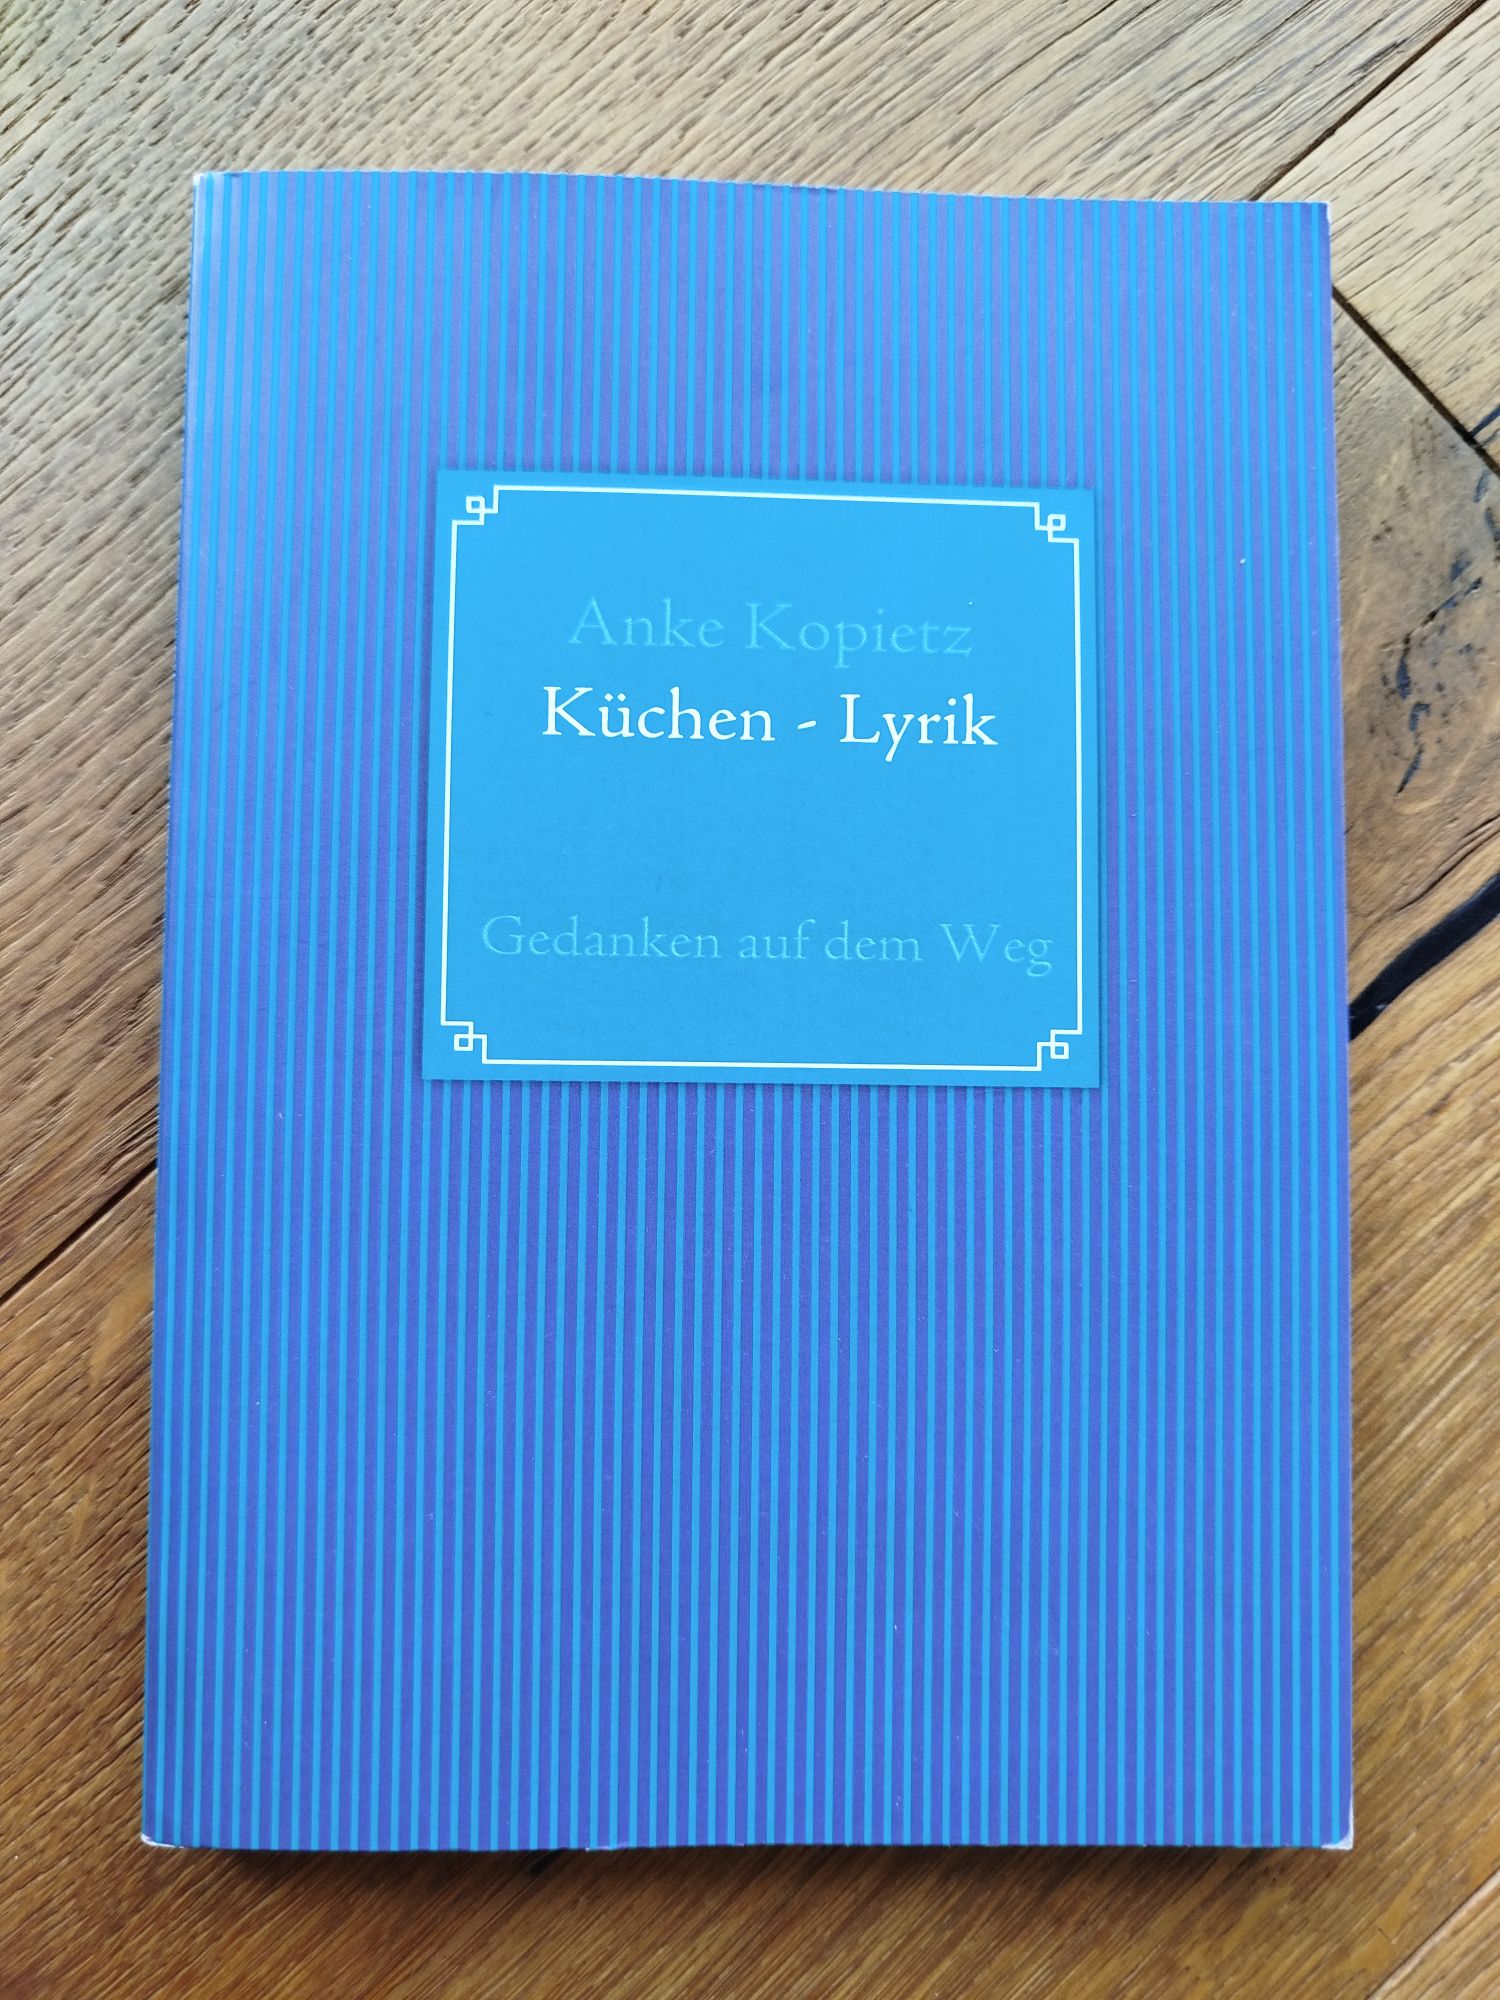 Anke Kopietz
Küchen - Lyrik
Gedanken auf dem Weg